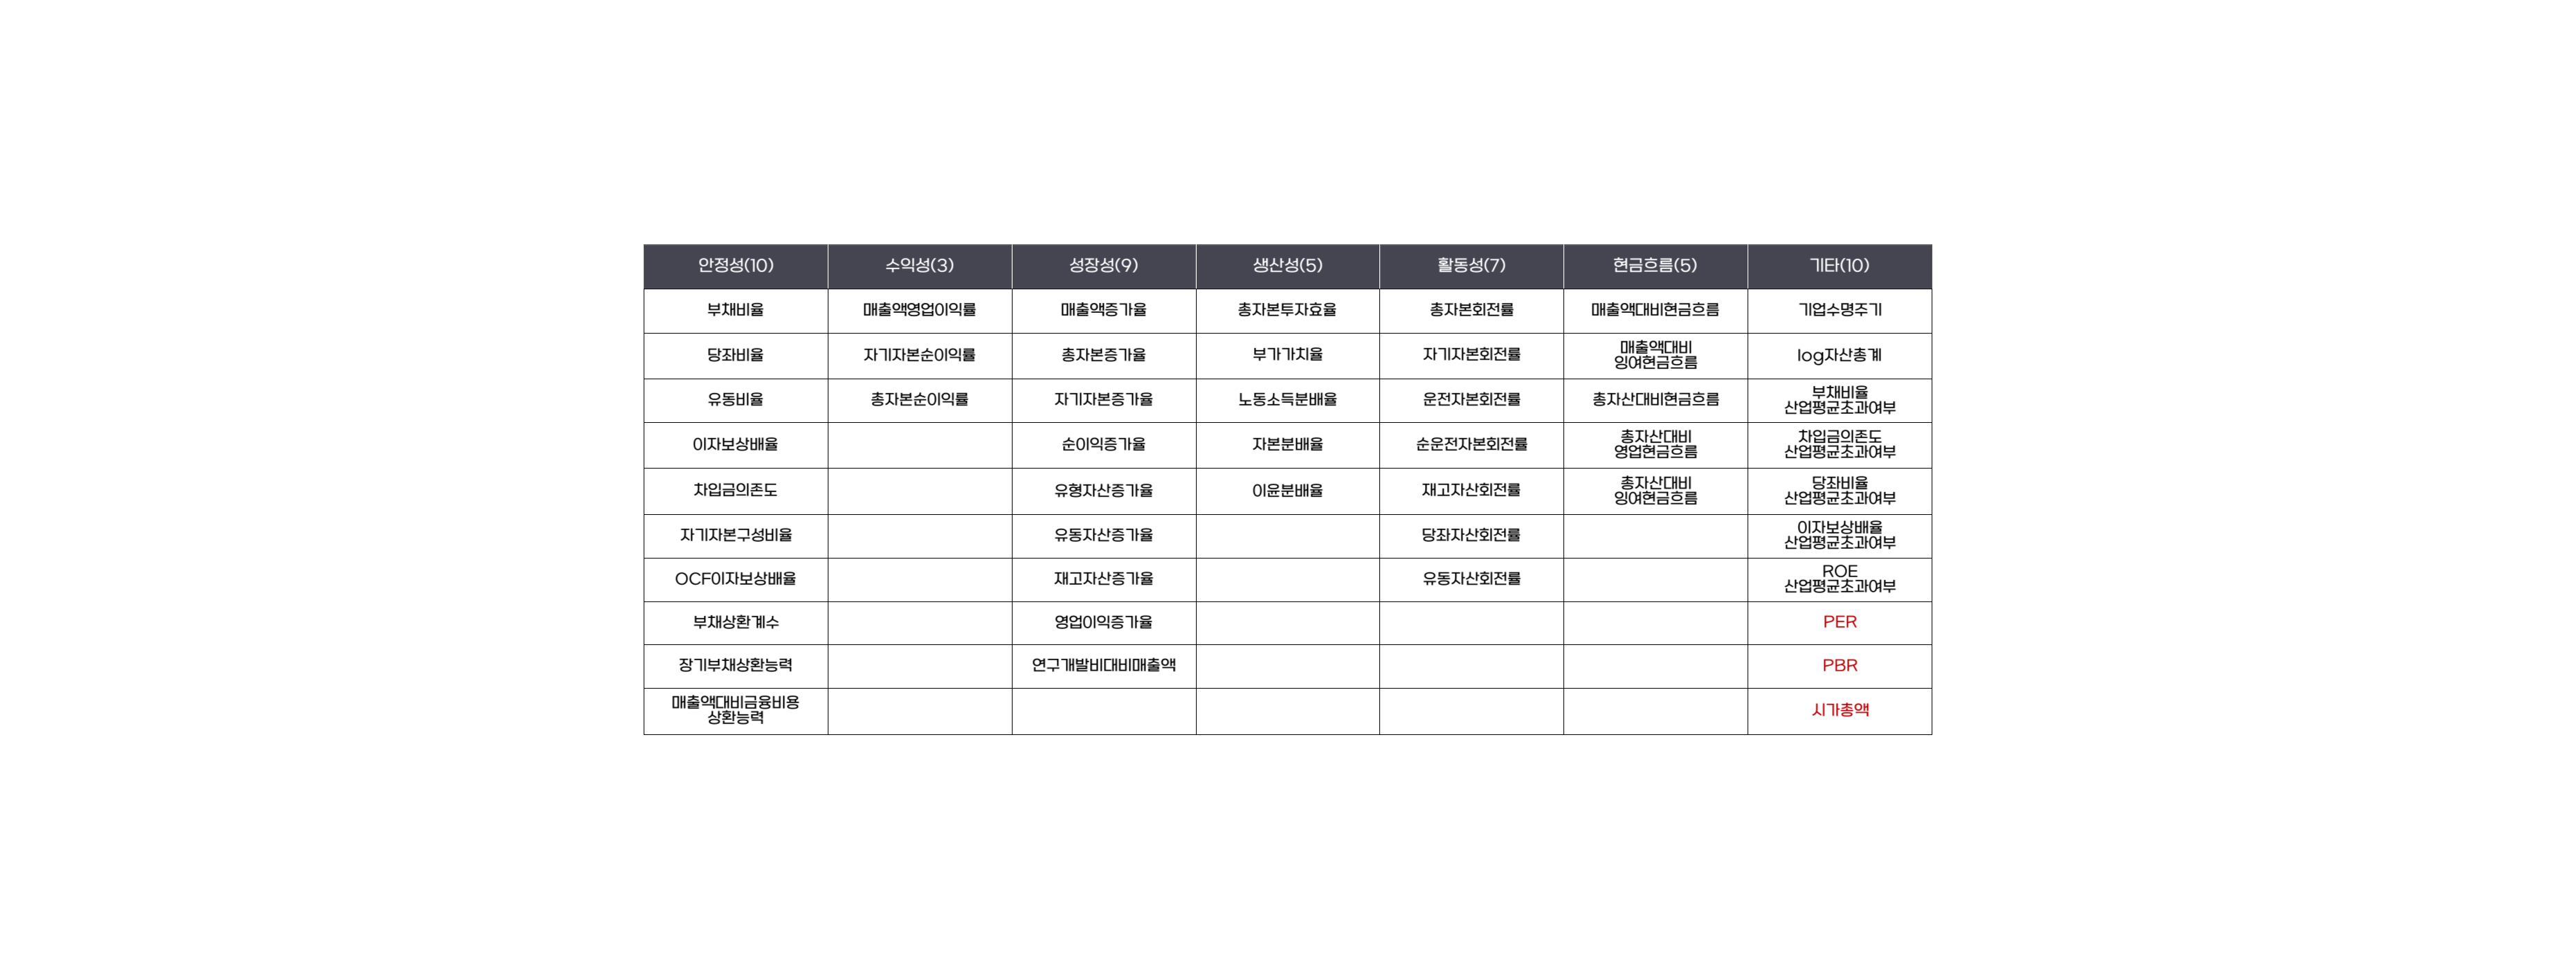 안정성(10) 수익성(3) 성장성(9) 생산성(5) 활동성(7) 현금흐름(5) 기타(10)
부채비율 매출액영업이익률 매출액증가율 총자본투자효율 총자본회전률 매출액대비현금흐름 기업수명주기
당좌비율 자기자본순이익률 총자본증가율 부가가치율 자기자본회전률 매출액대비
잉여현금흐름 log자산총계
유동비율 총자본순이익률 자기자본증가율 노동소득분배율 운전자본회전률 총자산대비현금흐름 부채비율
산업평균초과여부
이자보상배율 순이익증가율 자본분배율 순운전자본회전률 총자산대비
영업현금흐름 차입금의존도
산업평균초과여부
차입금의존도 유형자산증가율 이윤분배율 재고자산회전률 총자산대비
잉여현금흐름 당좌비율
산업평균초과여부
자기자본구성비율 유동자산증가율 당좌자산회전률 이자보상배율
산업평균초과여부
OCF이자보상배율 재고자산증가율 유동자산회전률 ROE
산업평균초과여부
부채상환계수 영업이익증가율 PER
장기부채상환능력 연구개발비대비매출액 PBR
매출액대비금융비용
상환능력 시가총액